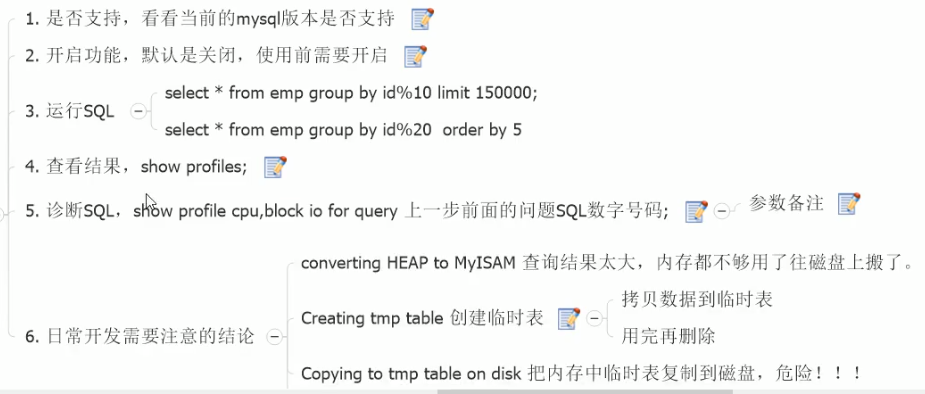 1. 是否支持，看看当前的mysql版本是否支持
2. 开启功能，默认是关闭，使用前需要开启
3. 运行SQL
select * from emp group by id%10 limit 150000;
select * from emp group by id%20 order by 5
4. 查看结果，show profiles;
5. 诊断SQL，show profile cpu,block io for query 上一步前面的问题SQL数字号码;
参数备注
6. 日常开发需要注意的结论
converting HEAP to MyISAM 查询结果太大，内存都不够用了往磁盘上搬了。
Creating tmp table 创建临时表
拷贝数据到临时表
用完再删除
Copying to tmp table on disk 把内存中临时表复制到磁盘，危险！！！